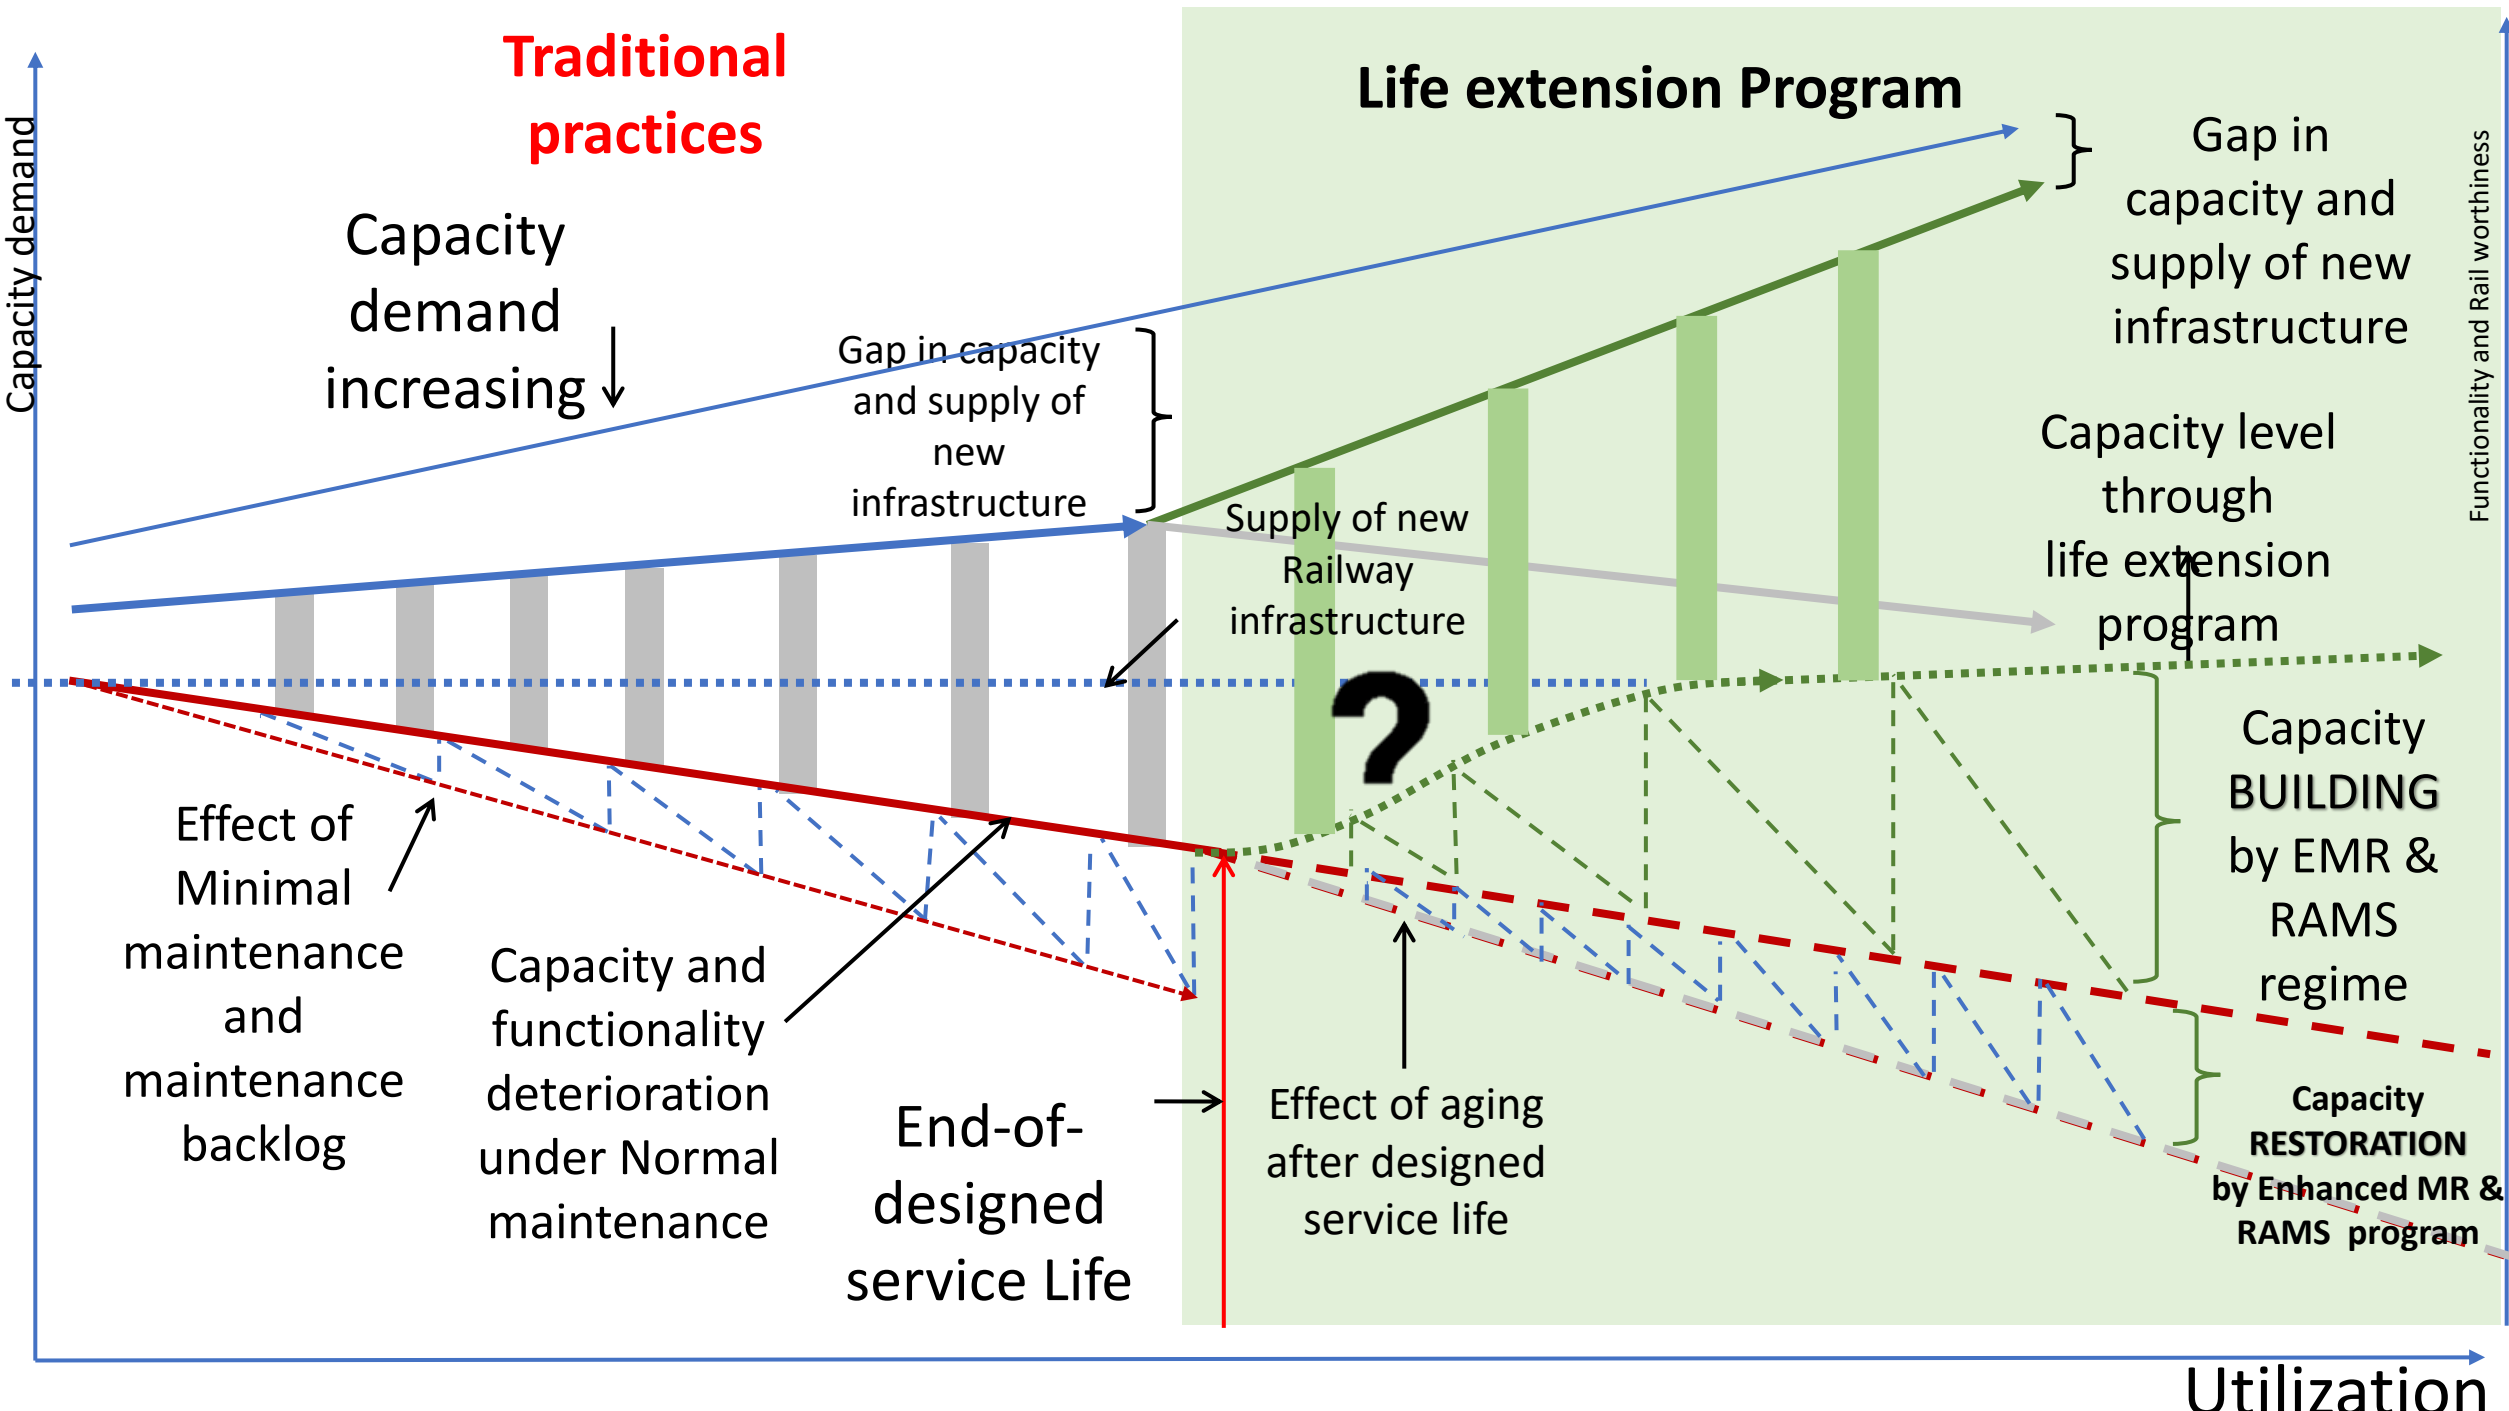 Traditional
practices
Life extension Program
Capacity demand
Functionality and Rail worthiness
Capacity
demand
increasing
Gap in capacity
and supply of
new
infrastructure
Gap in
capacity and
supply of new
infrastructure
Supply of new
Railway
infrastructure
Capacity level
through
life extension
program
?
Effect of
Minimal
maintenance
and
maintenance
backlog
Capacity and
functionality
deterioration
under Normal
maintenance
End-of-
designed
service Life
Effect of aging
after designed
service life
Capacity
BUILDING
by EMR &
RAMS
regime
Capacity
RESTORATION
by Enhanced MR &
RAMS program
Utilization